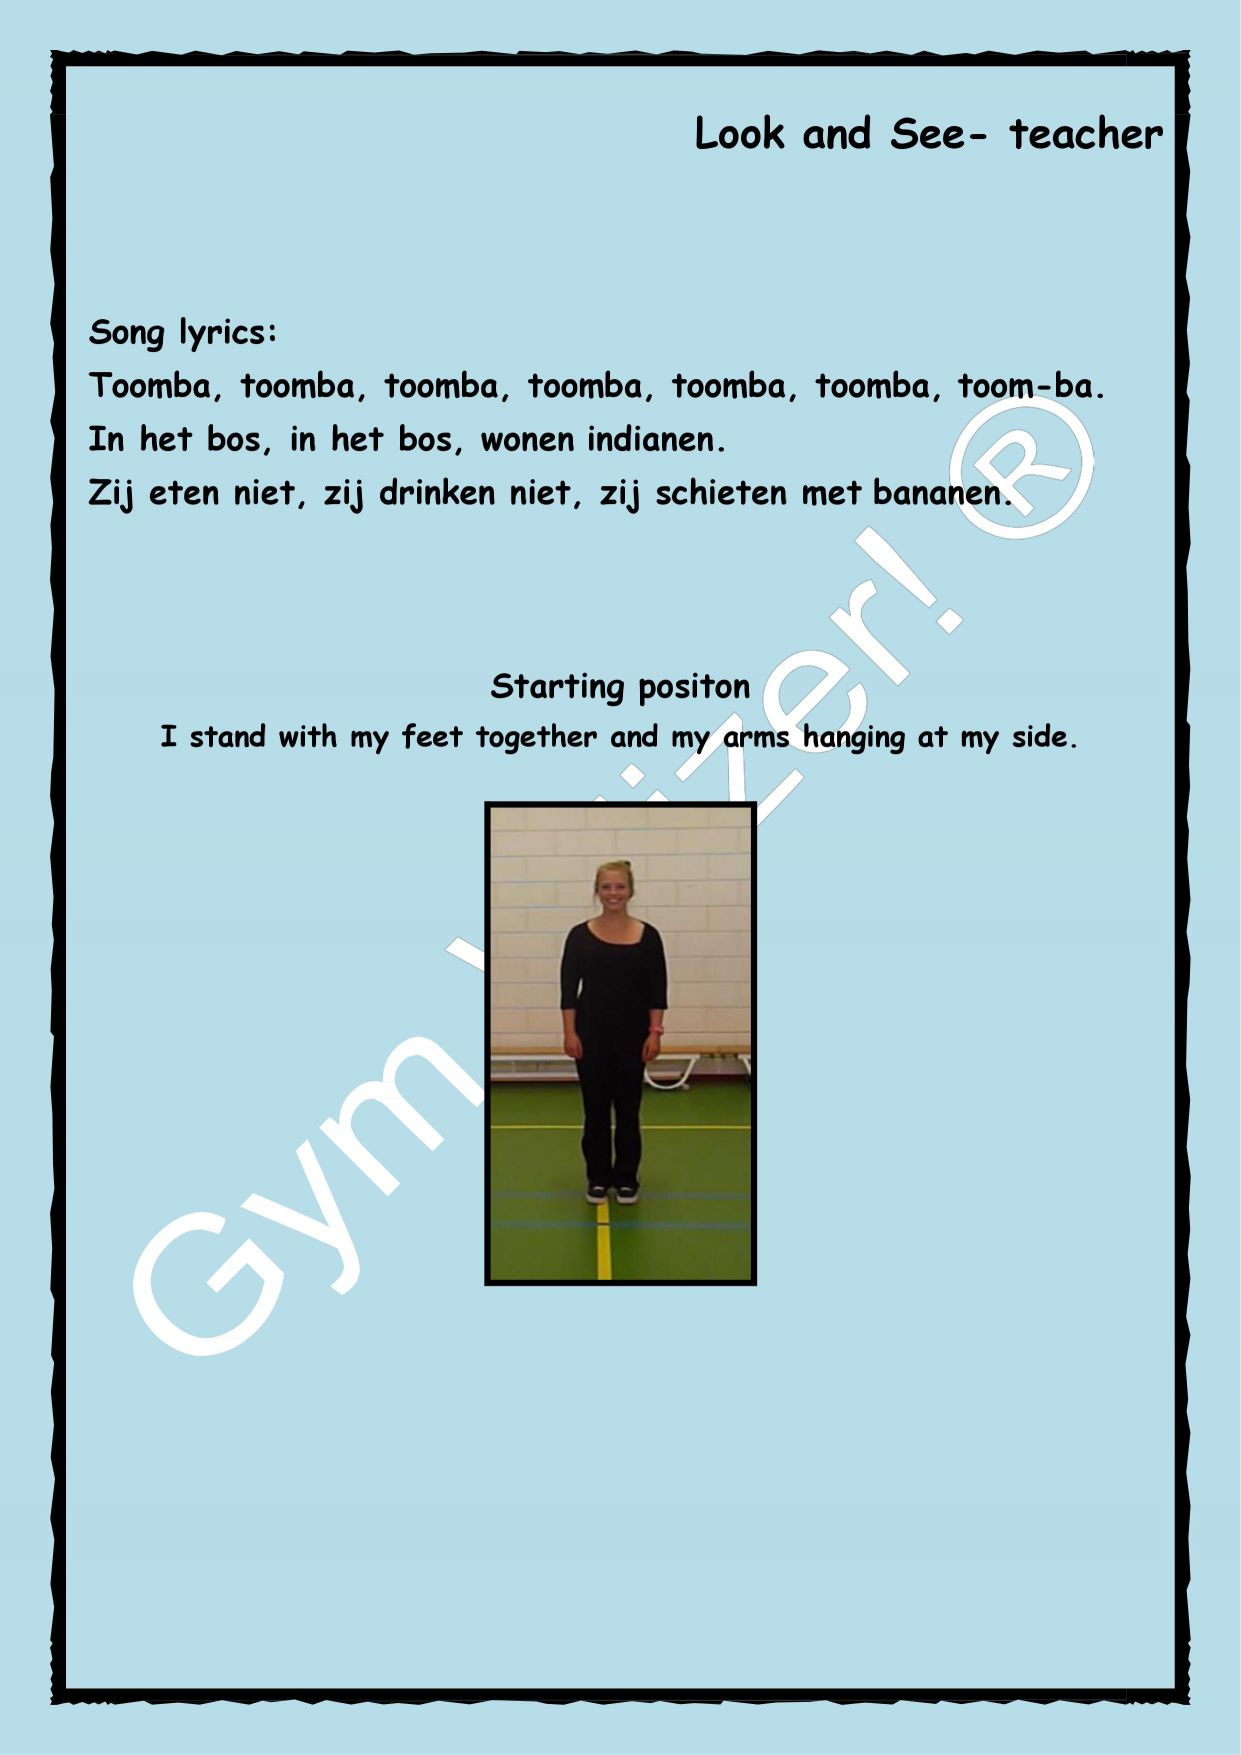 Look and See- teacher
Song lyrics:
Toomba, toomba, toomba, toomba, toomba, toomba, toom-ba.
In het bos, in het bos, wonen indianen.
Zij eten niet, zij drinken niet, zij schieten met bananen.
Starting positon
I stand with my feet together and my arms hanging at my side.
Gym izer! ®